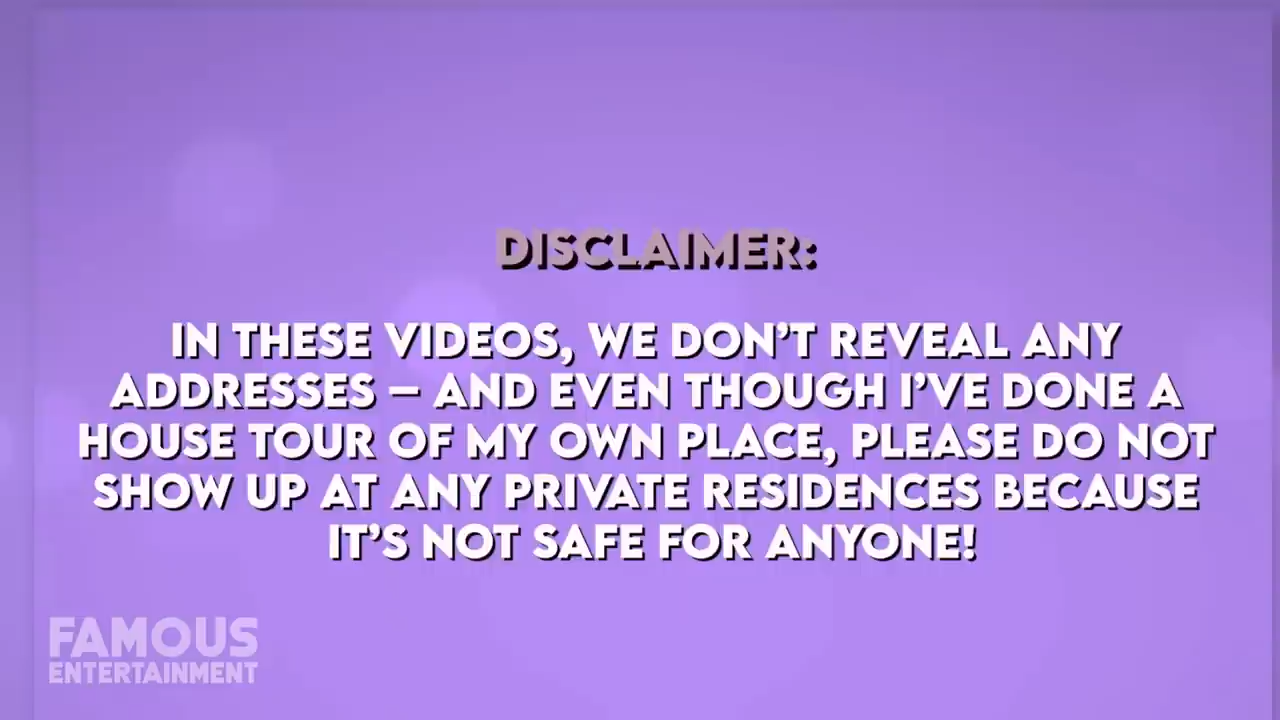 DISCLAIMER:
IN THESE VIDEOS, WE DON'T REVEAL ANY
ADDRESSES – AND EVEN THOUGH I'VE DONE A
HOUSE TOUR OF MY OWN PLACE, PLEASE DO NOT
SHOW UP AT ANY PRIVATE RESIDENCES BECAUSE
IT'S NOT SAFE FOR ANYONE!
FAMOUS
ENTERTAINMENT